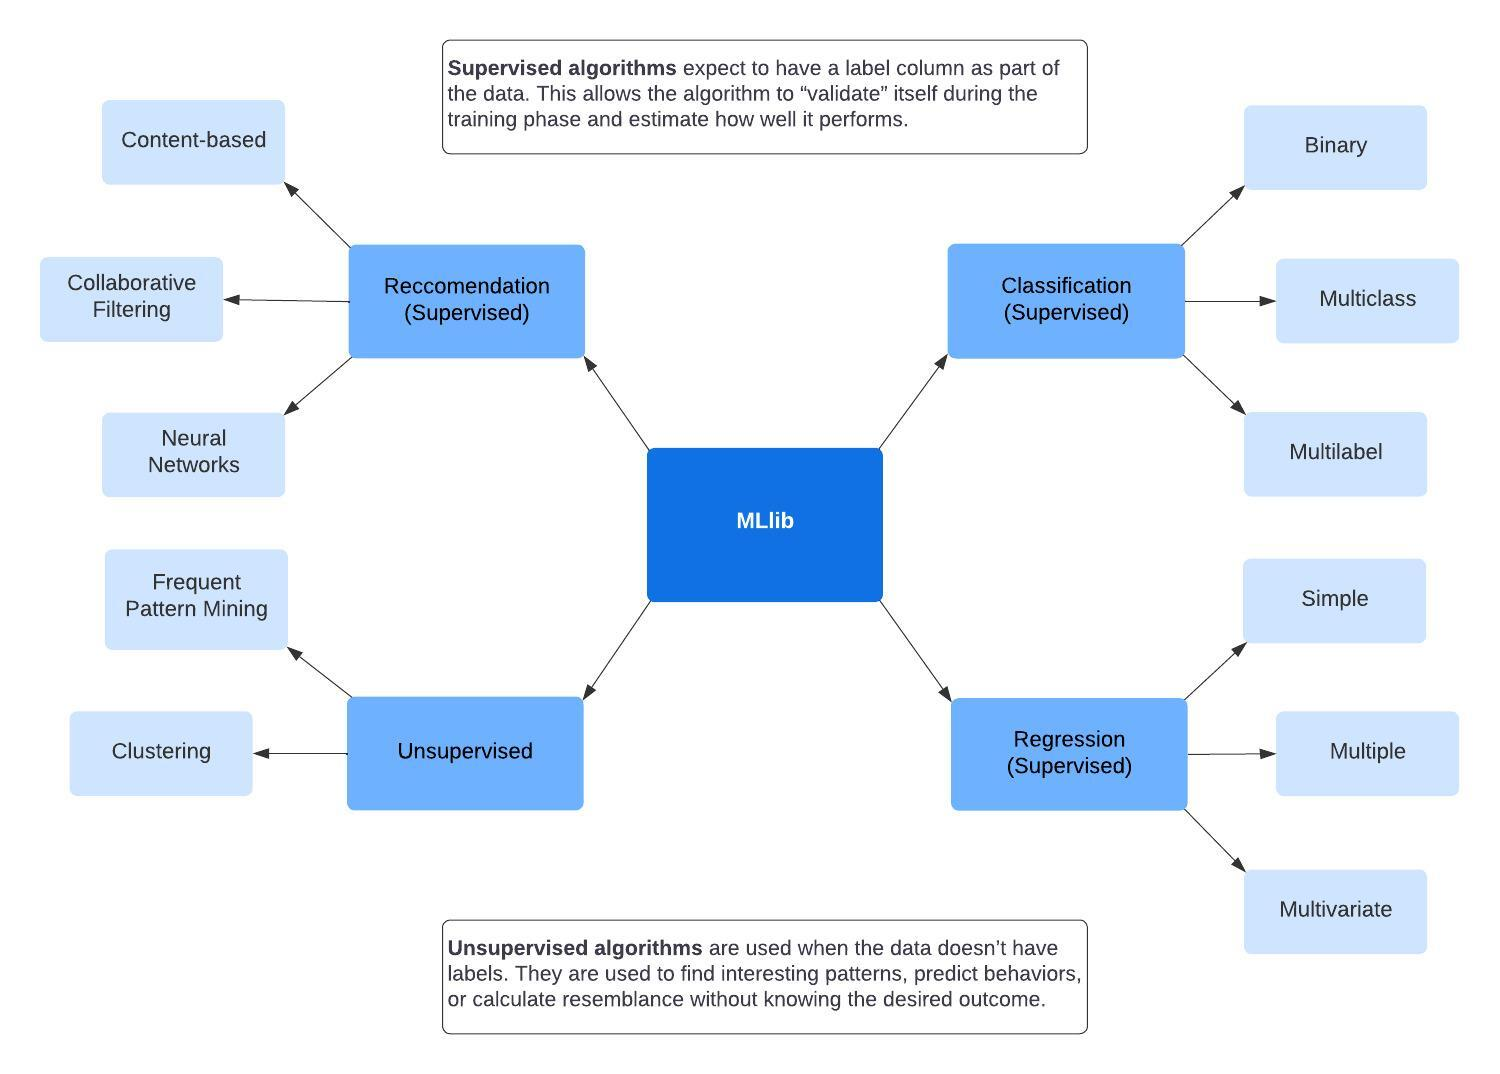 Supervised algorithms expect to have a label column as part of
the data. This allows the algorithm to “validate” itself during the
training phase and estimate how well it performs.
Content-based
Collaborative
Filtering
Neural
Networks
Reccomendation
(Supervised)
Classification
(Supervised)
Binary
Multiclass
Multilabel
MLlib
Frequent
Pattern Mining
Clustering
Unsupervised
Regression
(Supervised)
Simple
Multiple
Multivariate
Unsupervised algorithms are used when the data doesn’t have
labels. They are used to find interesting patterns, predict behaviors,
or calculate resemblance without knowing the desired outcome.